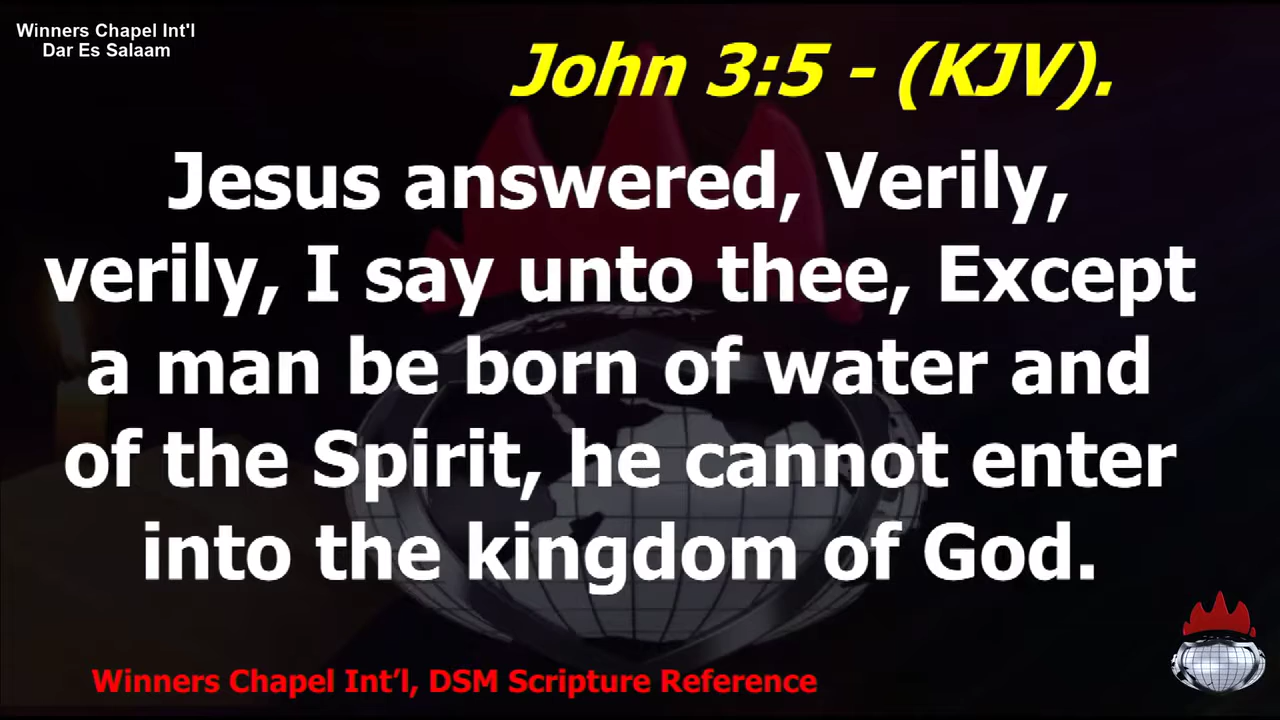 Winners Chapel Int'l
Dar Es Salaam
John 3:5 - (KJV).
Jesus answered, Verily,
verily, I say unto thee, Except
a man be born of water and
of the Spirit, he cannot enter
into the kingdom of God.
Winners Chapel Int’l, DSM Scripture Reference